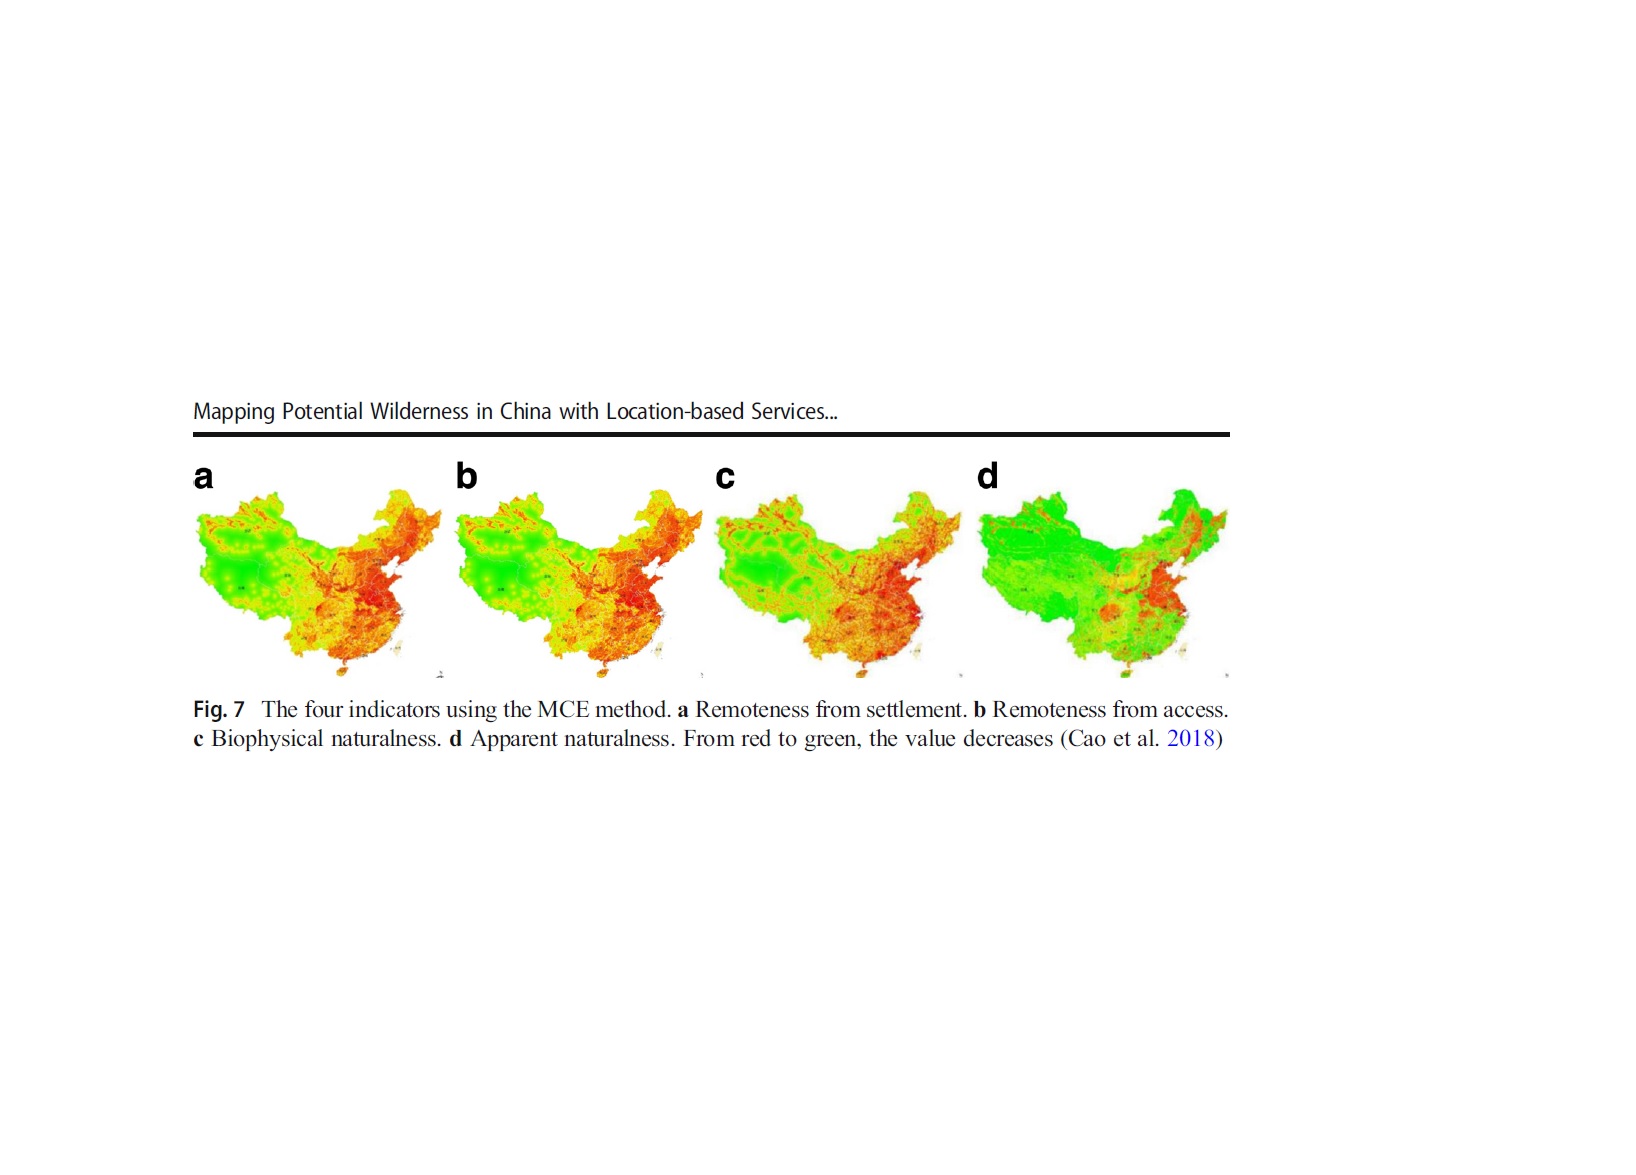 Mapping Potential Wilderness in China with Location-based Services...
a b c d
Fig. 7 The four indicators using the MCE method. a Remoteness from settlement. b Remoteness from access.
c Biophysical naturalness. d Apparent naturalness. From red to green, the value decreases (Cao et al. 2018)